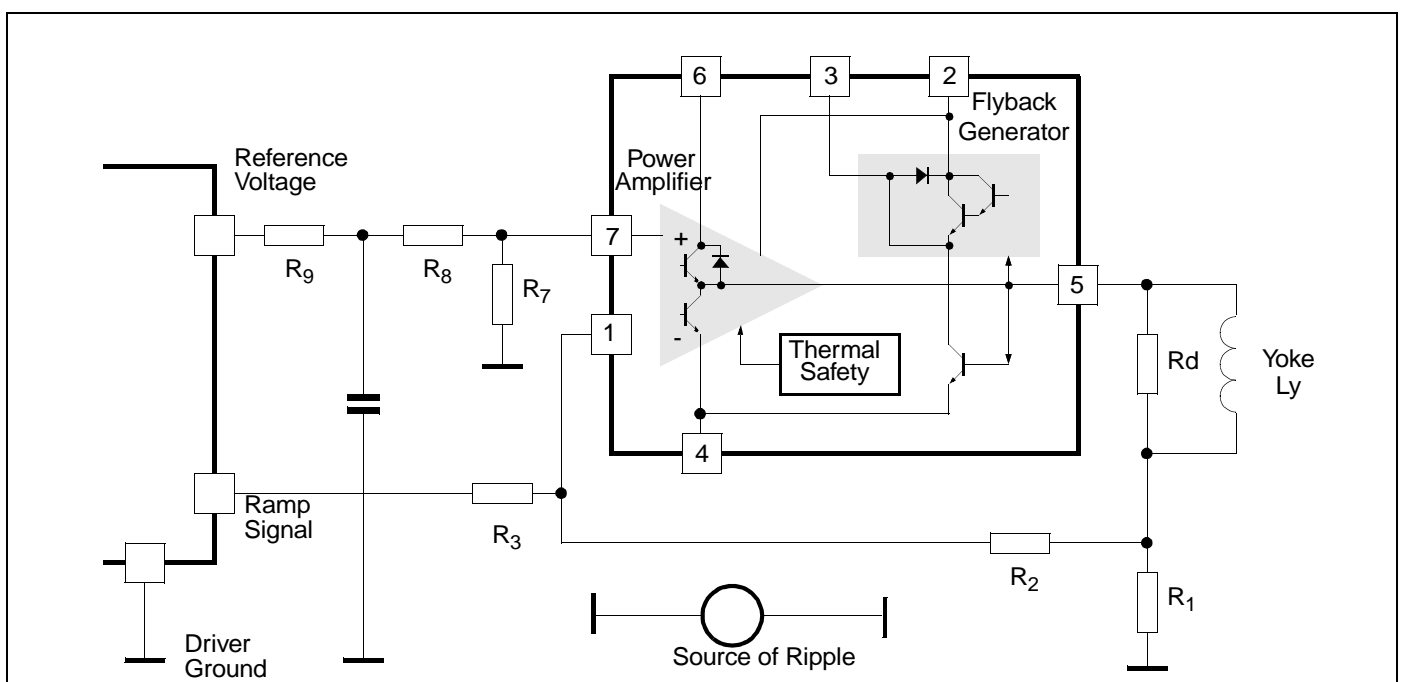 6
3
2
Flyback
Generator
Reference
Voltage
Power
Amplifier
R9
R8
R7
7
+
1
-
5
Thermal
Safety
Rd
Yoke
Ly
4
Ramp
Signal
R3
R2
R1
Driver
Ground
Source of Ripple